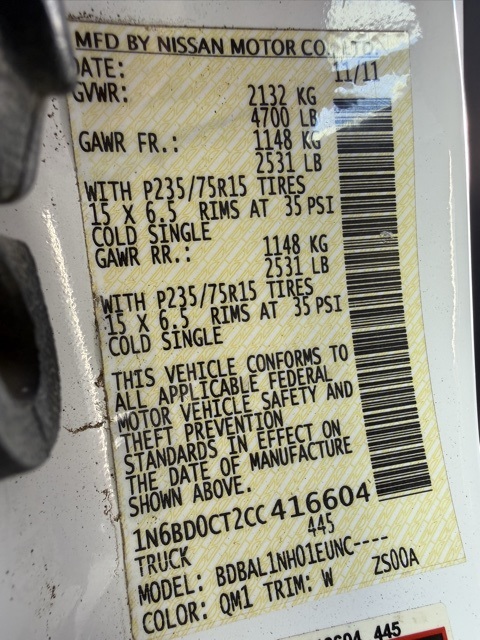 MFD BY NISSAN MOTOR CO., LTD.
DATE: 11/11
GVWR: 2132 KG
4700 LB
GAWR FR.: 1148 KG
2531 LB
WITH P235/75R15 TIRES
15 X 6.5 RIMS AT 35 PSI
COLD SINGLE
GAWR RR.: 1148 KG
2531 LB
WITH P235/75R15 TIRES
15 X 6.5 RIMS AT 35 PSI
COLD SINGLE
THIS VEHICLE CONFORMS TO
ALL APPLICABLE FEDERAL
MOTOR VEHICLE SAFETY AND
THEFT PREVENTION
STANDARDS IN EFFECT ON
THE DATE OF MANUFACTURE
SHOWN ABOVE.
1N6BD0CT2CC416604
445
TRUCK
MODEL: BDBAL1NH01EUNC----
COLOR: QM1 TRIM: W ZS00A
445